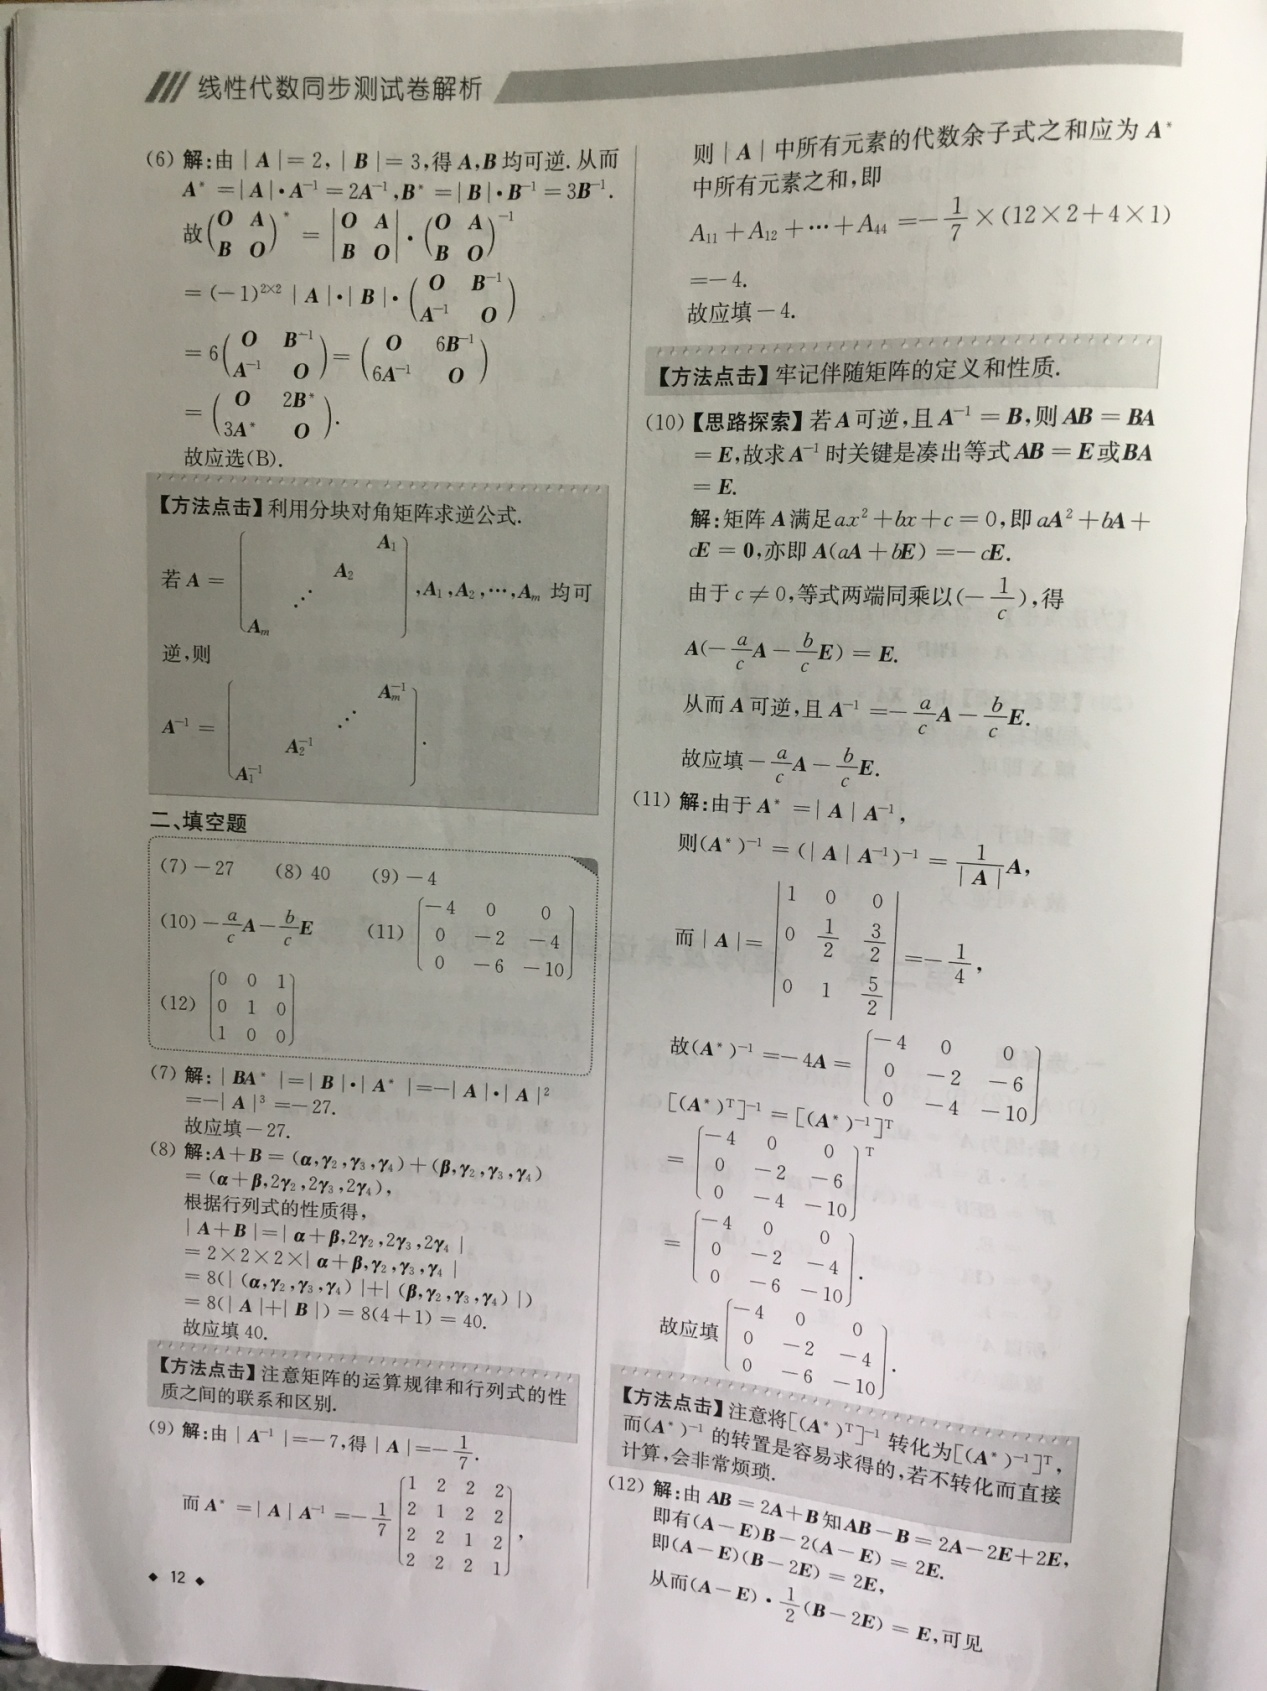 线性代数同步测试卷解析
(6) 解:由 | A |= 2, | B |= 3,得 A,B 均可逆. 从而
A* =| A |· A⁻¹ = 2A⁻¹ ,B* =| B |· B⁻¹ = 3B⁻¹.
故(O A; B O)* = |O A; B O| · (O A; B O)⁻¹
= (-1)^{2×2} | A |·| B |· (O B⁻¹; A⁻¹ O)
= 6(O B⁻¹; A⁻¹ O) = (O 6B⁻¹; 6A⁻¹ O)
= (O 2B*; 3A* O).
故应选(B).
【方法点击】利用分块对角矩阵求逆公式.
A₁
若 A = A₂ ,A₁ ,A₂ ,…,Aₘ 均可
⋰
Aₘ
逆,则
Aₘ⁻¹
A⁻¹ = ⋰ .
A₂⁻¹
A₁⁻¹
二、填空题
(7) -27 (8) 40 (9) -4
(10) -a/c A - b/c E (11) [-4 0 0; 0 -2 -4; 0 -6 -10]
(12) [0 0 1; 0 1 0; 1 0 0]
(7) 解: | BA* |=| B |·| A* |=-| A |·| A |²
=-| A |³ =-27.
故应填-27.
(8) 解:A+B = (α,γ₂,γ₃,γ₄)+(β,γ₂,γ₃,γ₄)
= (α+β,2γ₂,2γ₃,2γ₄),
根据行列式的性质得,
| A+B |=| α+β,2γ₂,2γ₃,2γ₄ |
= 2×2×2×| α+β,γ₂,γ₃,γ₄ |
= 8(| (α,γ₂,γ₃,γ₄) |+| (β,γ₂,γ₃,γ₄) |)
= 8(| A |+| B |) = 8(4+1) = 40.
故应填 40.
【方法点击】注意矩阵的运算规律和行列式的性
质之间的联系和区别.
(9) 解:由 | A⁻¹ |=-7,得 | A |=-1/7.
而 A* =| A | A⁻¹ =-1/7 [1 2 2 2; 2 1 2 2; 2 2 1 2; 2 2 2 1],
◆ 12 ◆
则 | A | 中所有元素的代数余子式之和应为 A*
中所有元素之和,即
A₁₁ +A₁₂ +…+A₄₄ =-1/7×(12×2+4×1)
=-4.
故应填-4.
【方法点击】牢记伴随矩阵的定义和性质.
(10)【思路探索】若 A 可逆,且 A⁻¹ = B,则 AB = BA
= E,故求 A⁻¹ 时关键是凑出等式 AB = E 或 BA
= E.
解:矩阵 A 满足 ax² +bx+c = 0,即 aA² +bA+
cE = 0,亦即 A(aA+bE) =-cE.
由于 c ≠ 0,等式两端同乘以(-1/c),得
A(-a/c A - b/c E) = E.
从而 A 可逆,且 A⁻¹ =-a/c A - b/c E.
故应填-a/c A - b/c E.
(11) 解:由于 A* =| A | A⁻¹,
则(A*)⁻¹ = (| A | A⁻¹)⁻¹ = 1/| A | A,
而 | A |= |1 0 0; 0 1/2 3/2; 0 1 5/2| =-1/4,
故(A*)⁻¹ =-4A = [-4 0 0; 0 -2 -6; 0 -4 -10]
[(A*)ᵀ]⁻¹ = [(A*)⁻¹]ᵀ
= [-4 0 0; 0 -2 -6; 0 -4 -10]ᵀ
= [-4 0 0; 0 -2 -4; 0 -6 -10].
故应填 [-4 0 0; 0 -2 -4; 0 -6 -10].
【方法点击】注意将[(A*)ᵀ]⁻¹ 转化为[(A*)⁻¹]ᵀ,
而(A*)⁻¹ 的转置是容易求得的,若不转化而直接
计算,会非常烦琐.
(12) 解:由 AB = 2A+B 知 AB-B = 2A-2E+2E,
即有(A-E)B-2(A-E) = 2E.
即(A-E)(B-2E) = 2E,
从而(A-E)·1/2(B-2E) = E,可见